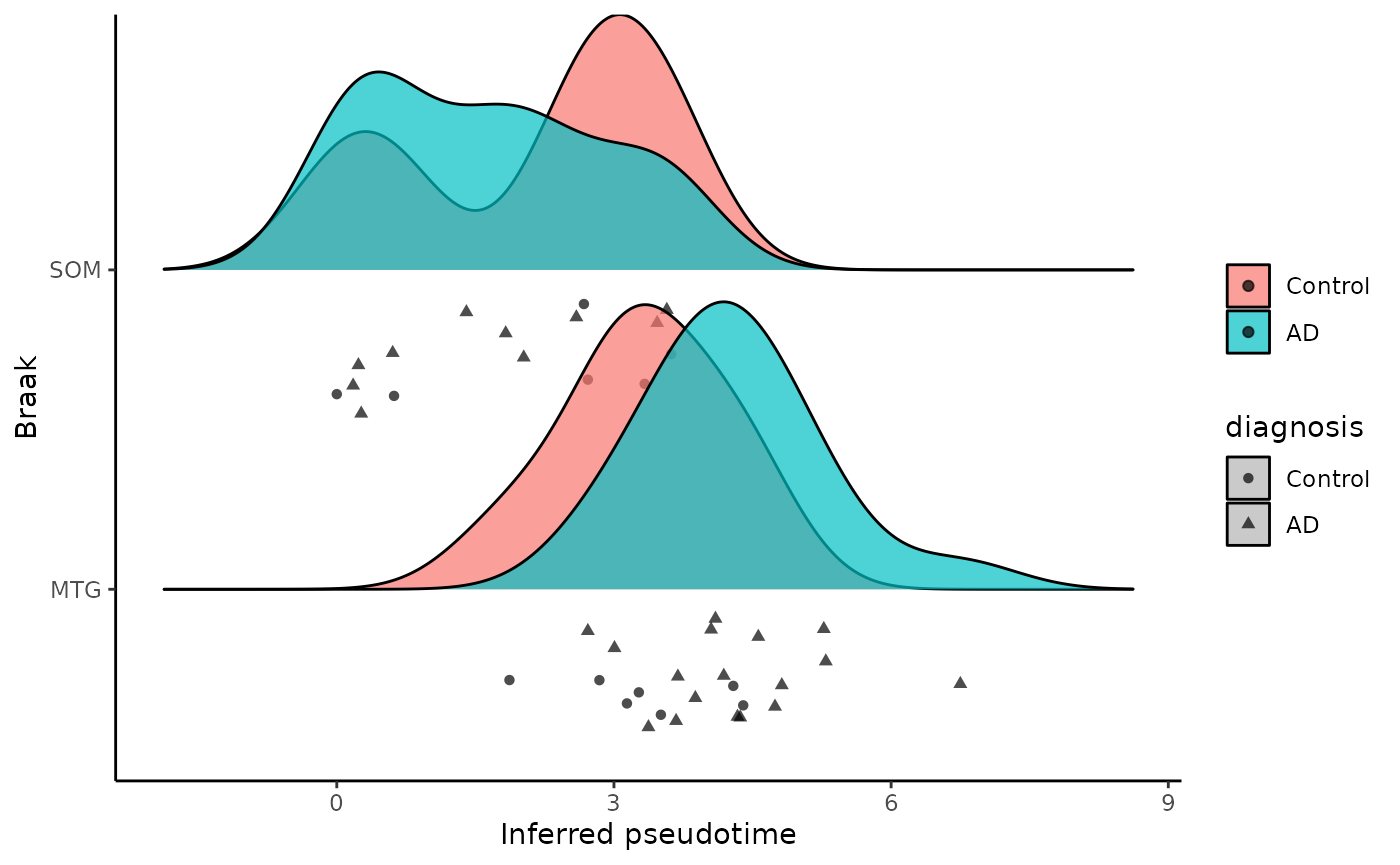 SOM
MTG
Braak
0
3
6
9
Inferred pseudotime
Control
AD
diagnosis
Control
AD